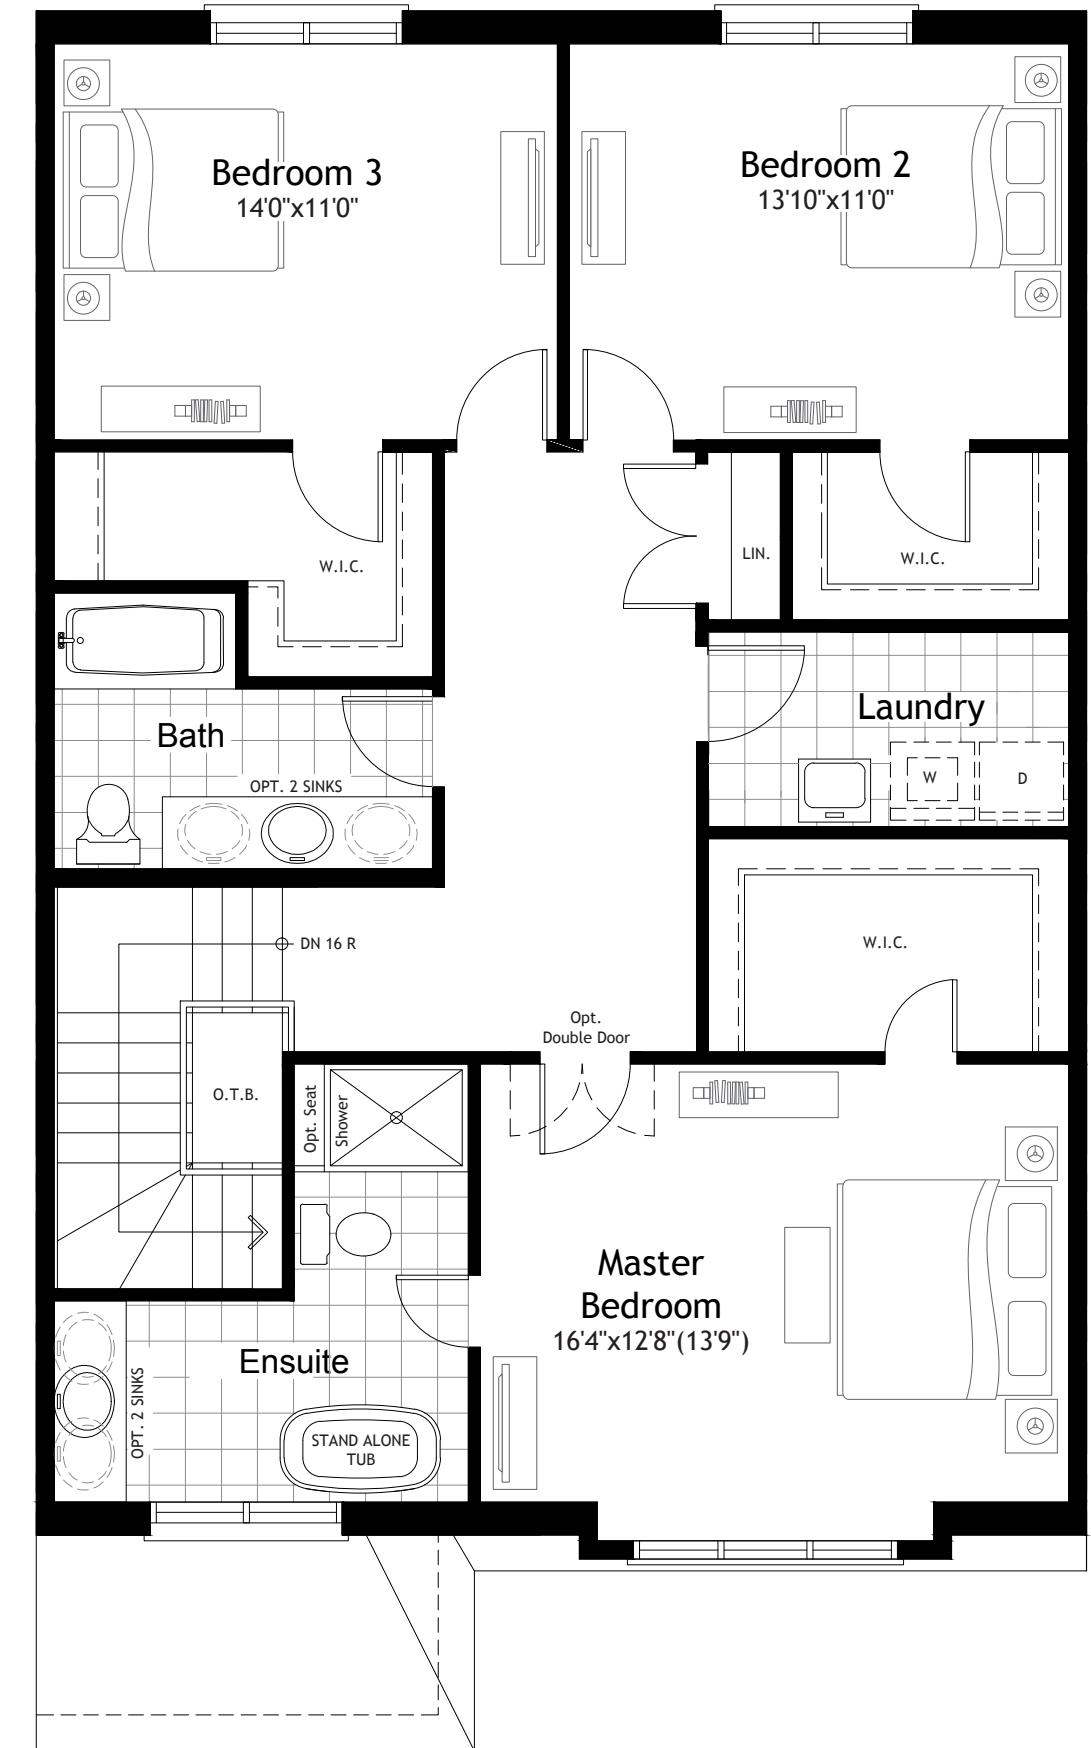 Bedroom 3
14'0"x11'0"
Bedroom 2
13'10"x11'0"
W.I.C.
LIN.
W.I.C.
Bath
OPT. 2 SINKS
Laundry
W
D
DN 16 R
W.I.C.
Opt.
Double Door
O.T.B.
Opt. Seat
Shower
Master
Bedroom
16'4"x12'8"(13'9")
Ensuite
OPT. 2 SINKS
STAND ALONE
TUB